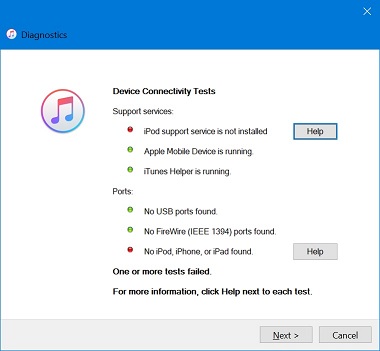 Diagnostics
Device Connectivity Tests
Support services:
iPod support service is not installed
Help
Apple Mobile Device is running.
iTunes Helper is running.
Ports:
No USB ports found.
No FireWire (IEEE 1394) ports found.
No iPod, iPhone, or iPad found.
Help
One or more tests failed.
For more information, click Help next to each test.
Next >
Cancel